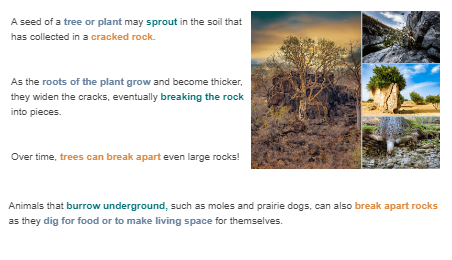 A seed of a tree or plant may sprout in the soil that
has collected in a cracked rock.
As the roots of the plant grow and become thicker,
they widen the cracks, eventually breaking the rock
into pieces.
Over time, trees can break apart even large rocks!
Animals that burrow underground, such as moles and prairie dogs, can also break apart rocks
as they dig for food or to make living space for themselves.